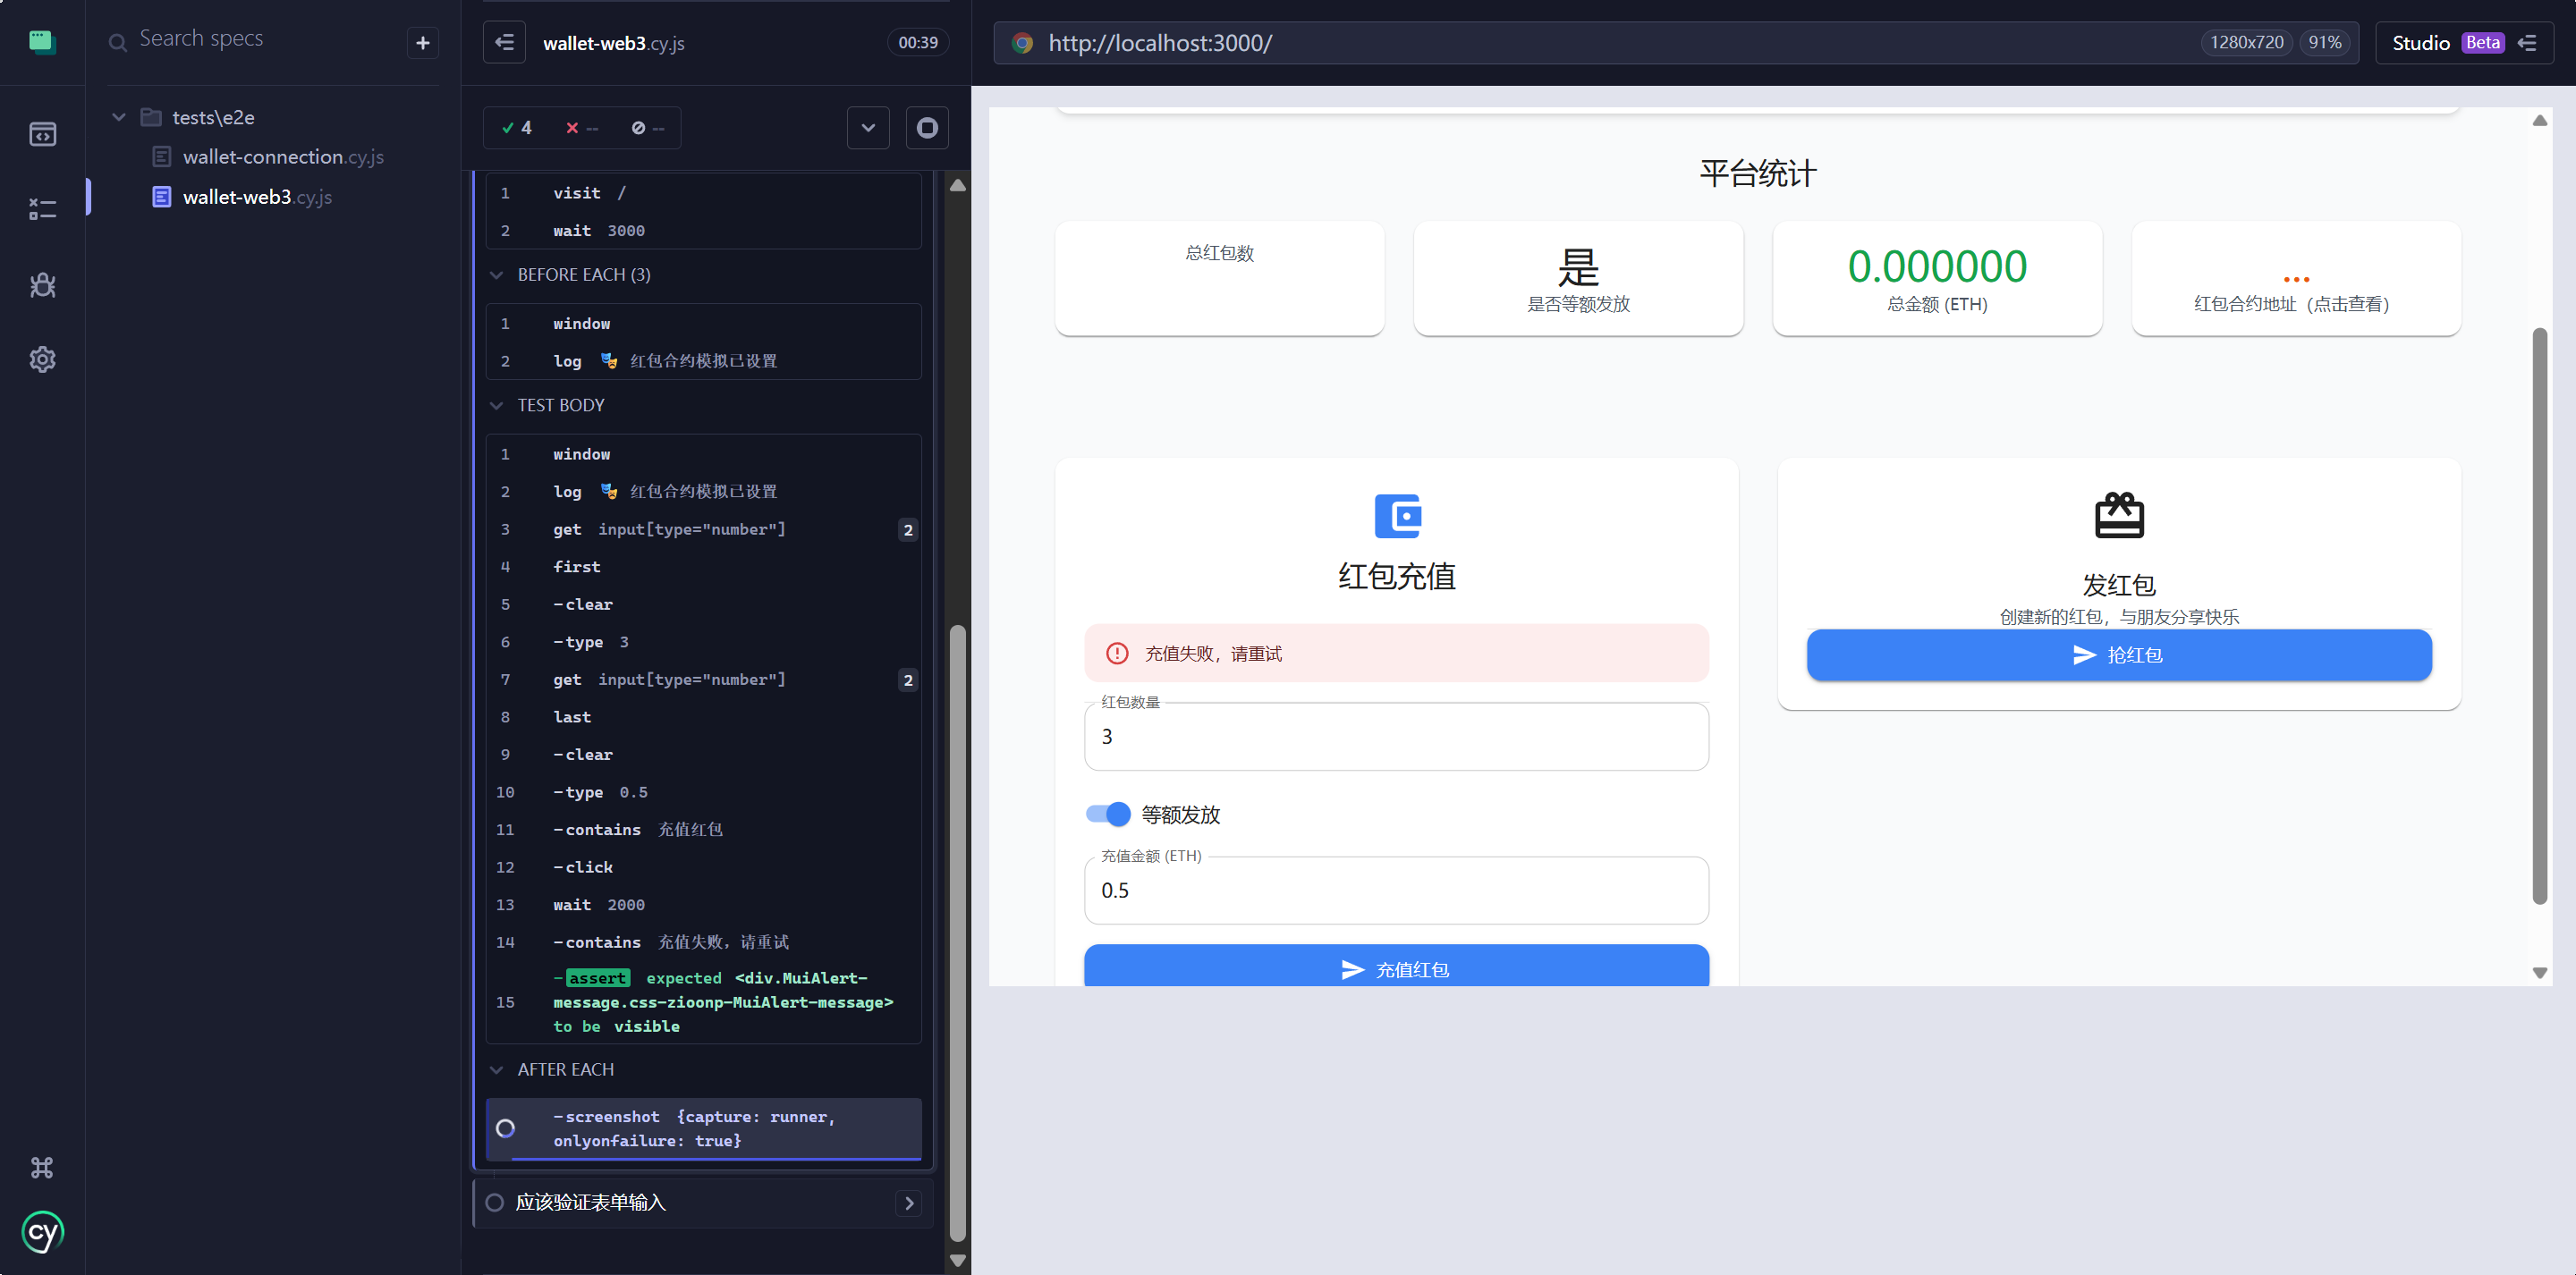 Search specs
+
tests\e2e
wallet-connection.cy.js
wallet-web3.cy.js
cy
wallet-web3.cy.js
00:39
4
--
--
1 visit /
2 wait 3000
BEFORE EACH (3)
1 window
2 log 🎭 红包合约模拟已设置
TEST BODY
1 window
2 log 🎭 红包合约模拟已设置
3 get input[type="number"] 2
4 first
5 -clear
6 -type 3
7 get input[type="number"] 2
8 last
9 -clear
10 -type 0.5
11 -contains 充值红包
12 -click
13 wait 2000
14 -contains 充值失败，请重试
15 -assert expected <div.MuiAlert-
message.css-zioonp-MuiAlert-message>
to be visible
AFTER EACH
-screenshot {capture: runner,
onlyonfailure: true}
应该验证表单输入
http://localhost:3000/
1280x720
91%
Studio Beta
平台统计
总红包数
是
是否等额发放
0.000000
总金额 (ETH)
...
红包合约地址（点击查看）
红包充值
充值失败，请重试
红包数量
3
等额发放
充值金额 (ETH)
0.5
充值红包
发红包
创建新的红包，与朋友分享快乐
抢红包